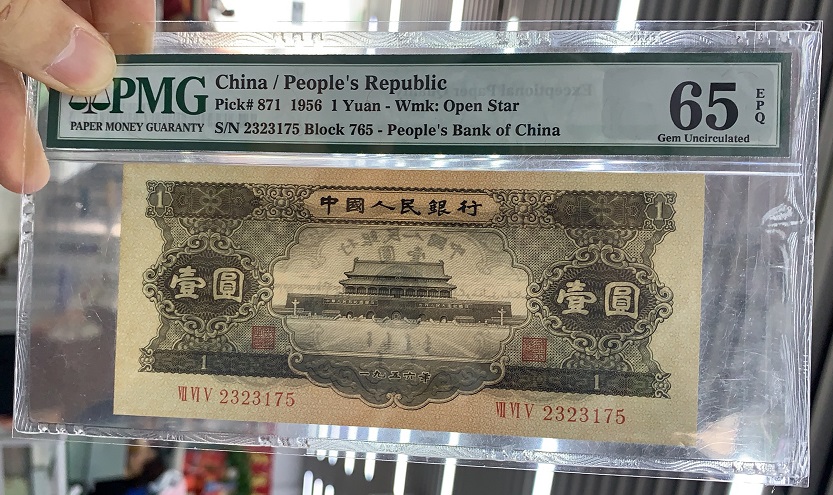 PMG
PAPER MONEY GUARANTY
China / People's Republic
Pick# 871 1956 1 Yuan - Wmk: Open Star
S/N 2323175 Block 765 - People's Bank of China
65
EPQ
Gem Uncirculated
1
中國人民銀行
1
壹圓
壹圓
1
一九五六年
1
ⅦⅥⅤ 2323175
ⅦⅥⅤ 2323175